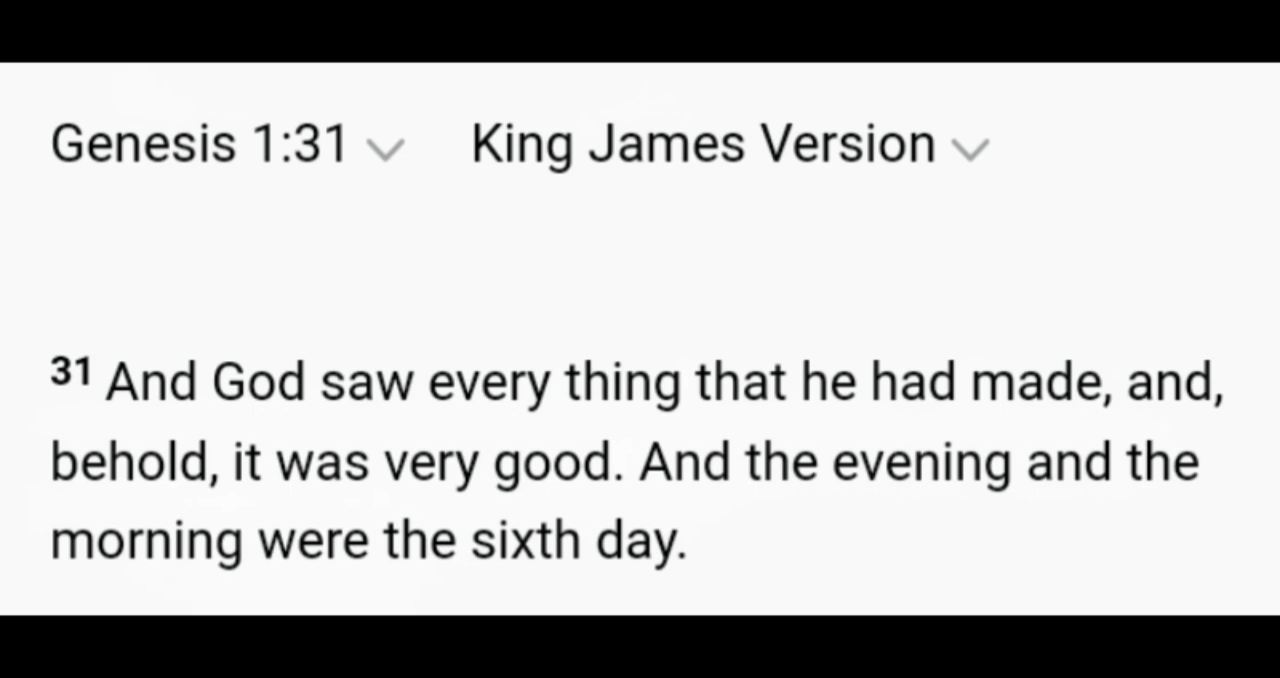 Genesis 1:31 King James Version
31 And God saw every thing that he had made, and,
behold, it was very good. And the evening and the
morning were the sixth day.